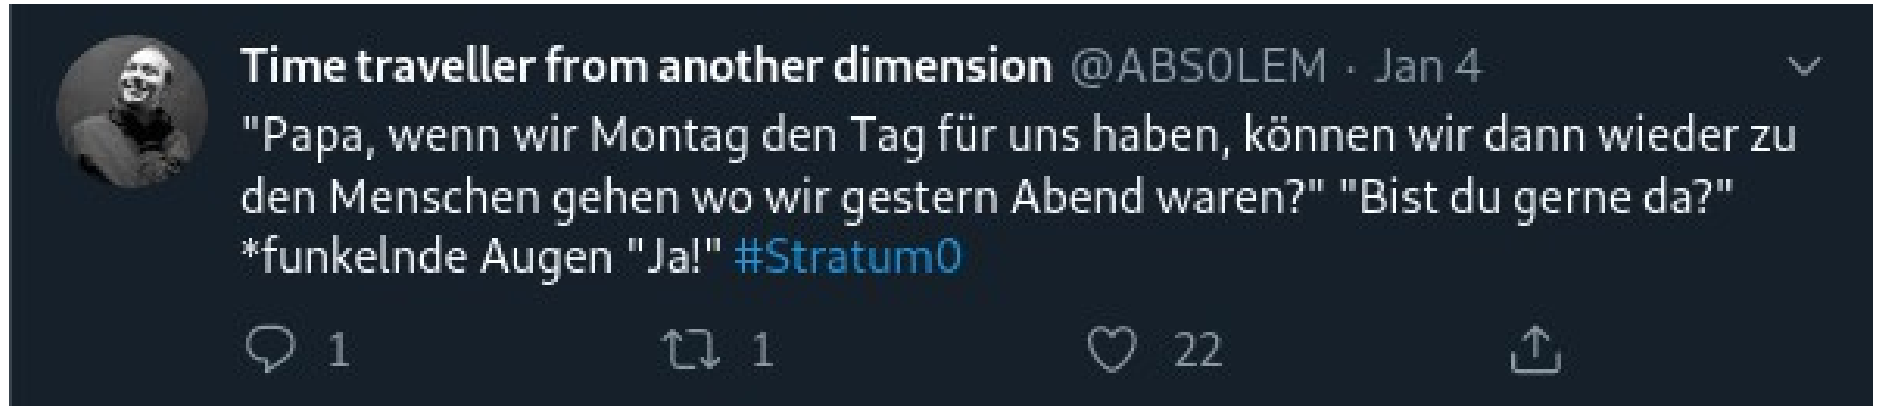 Time traveller from another dimension @ABS0LEM · Jan 4
"Papa, wenn wir Montag den Tag für uns haben, können wir dann wieder zu
den Menschen gehen wo wir gestern Abend waren?" "Bist du gerne da?"
*funkelnde Augen "Ja!" #Stratum0
1 1 22